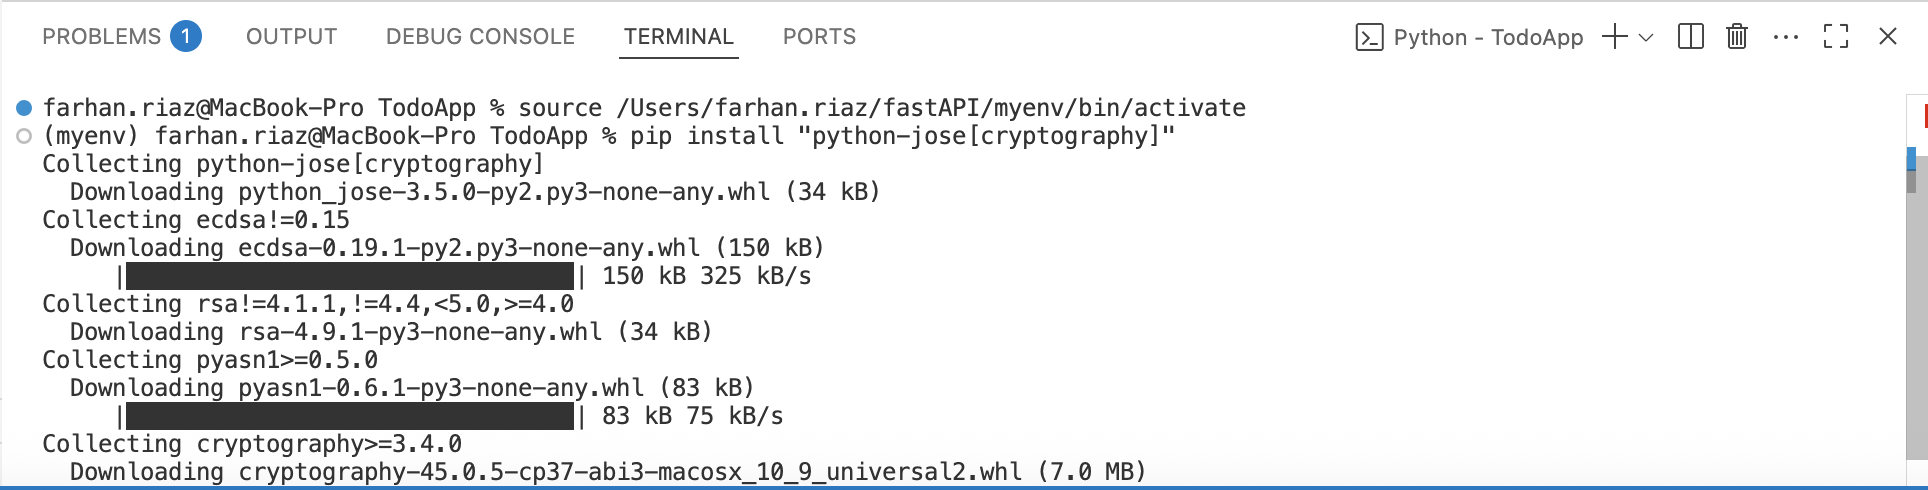 PROBLEMS 1 OUTPUT DEBUG CONSOLE TERMINAL PORTS Python - TodoApp
farhan.riaz@MacBook-Pro TodoApp % source /Users/farhan.riaz/fastAPI/myenv/bin/activate
(myenv) farhan.riaz@MacBook-Pro TodoApp % pip install "python-jose[cryptography]"
Collecting python-jose[cryptography]
  Downloading python_jose-3.5.0-py2.py3-none-any.whl (34 kB)
Collecting ecdsa!=0.15
  Downloading ecdsa-0.19.1-py2.py3-none-any.whl (150 kB)
     |████████████████████████████████| 150 kB 325 kB/s
Collecting rsa!=4.1.1,!=4.4,<5.0,>=4.0
  Downloading rsa-4.9.1-py3-none-any.whl (34 kB)
Collecting pyasn1>=0.5.0
  Downloading pyasn1-0.6.1-py3-none-any.whl (83 kB)
     |████████████████████████████████| 83 kB 75 kB/s
Collecting cryptography>=3.4.0
  Downloading cryptography-45.0.5-cp37-abi3-macosx_10_9_universal2.whl (7.0 MB)